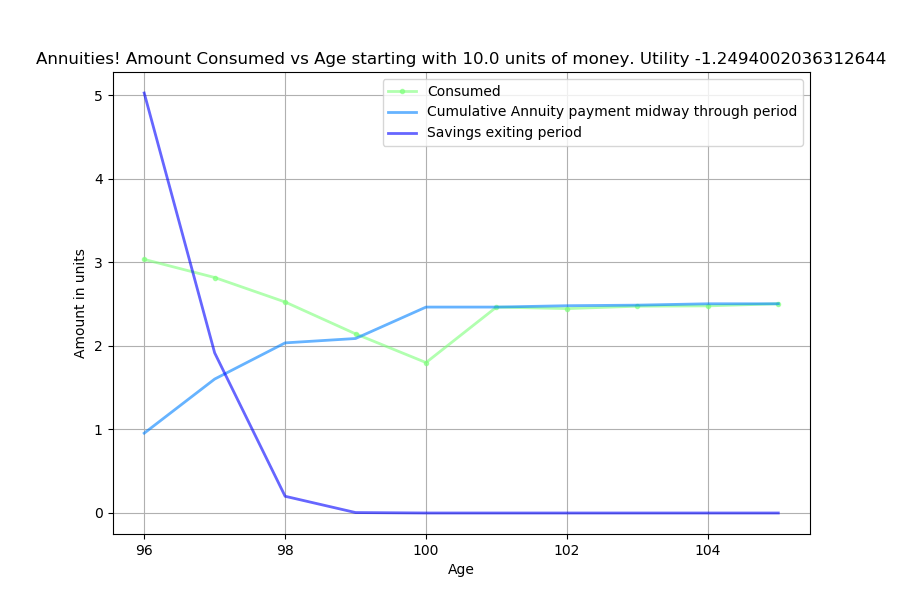 Annuities! Amount Consumed vs Age starting with 10.0 units of money. Utility -1.2494002036312644
Consumed
Cumulative Annuity payment midway through period
Savings exiting period
5
4
3
2
1
0
Amount in units
96 98 100 102 104
Age